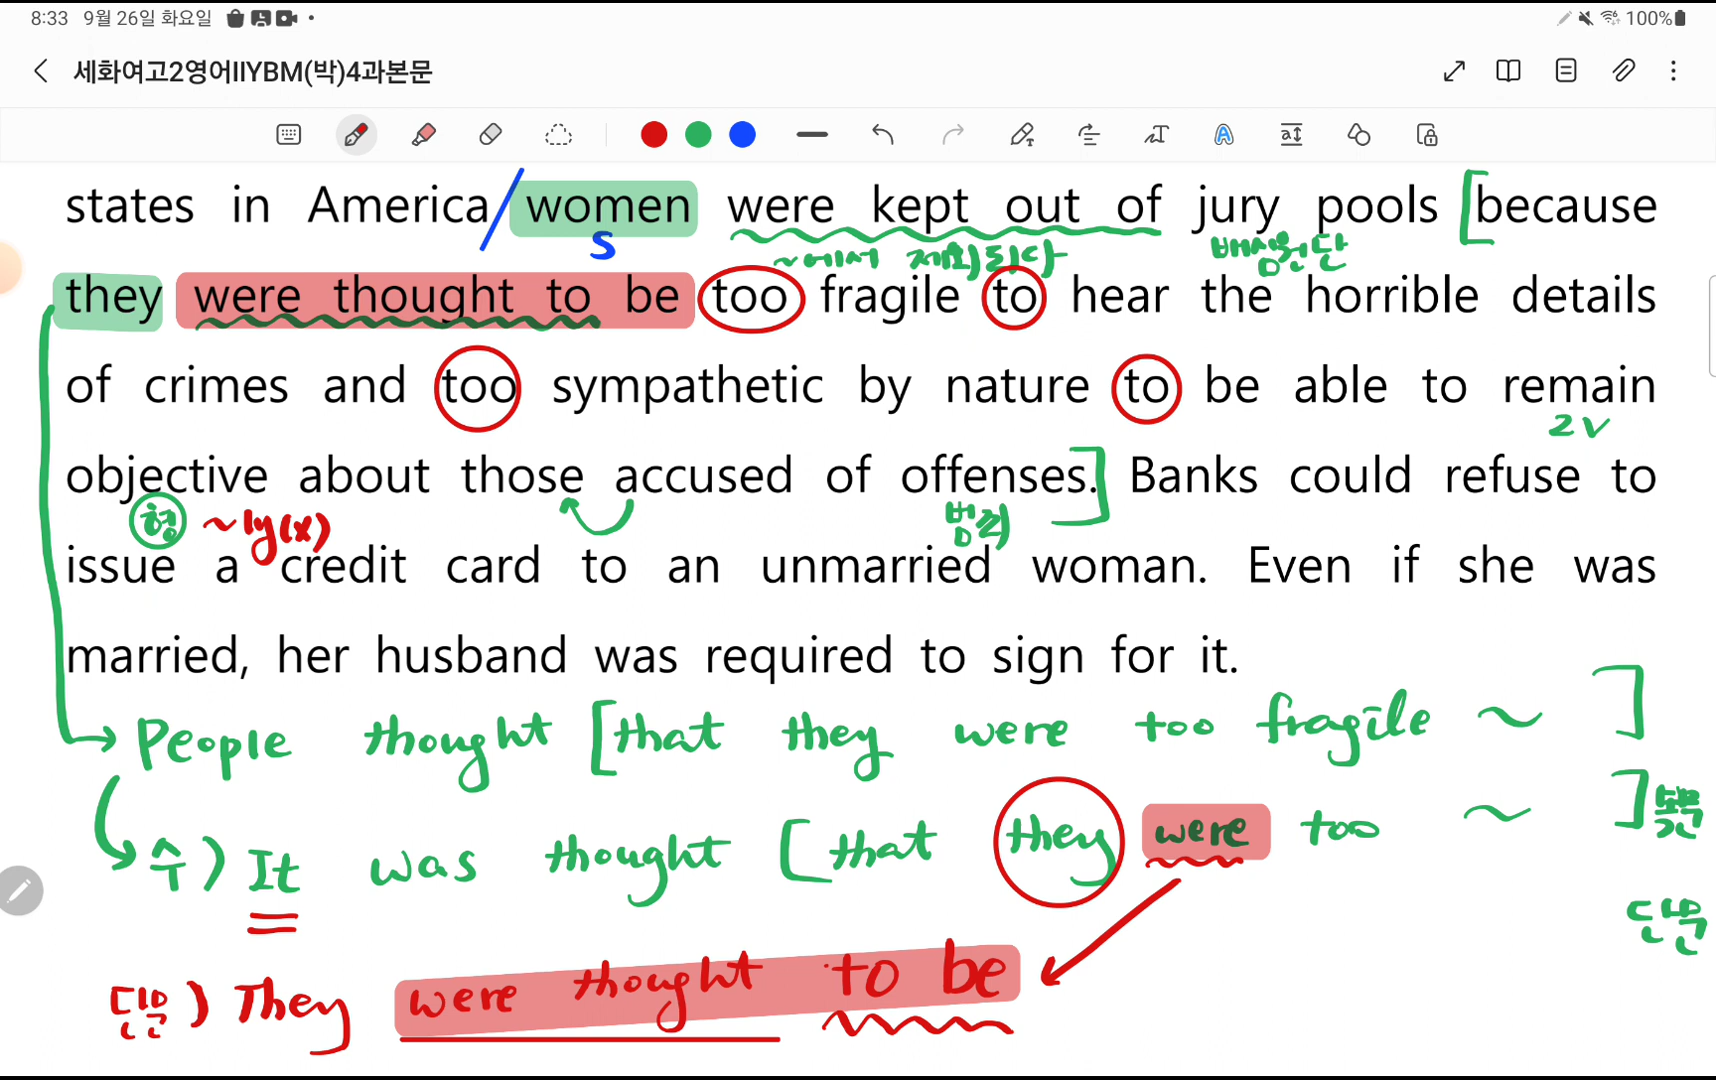 8:33 9월 26일 화요일 100%
세화여고2영어IIYBM(박)4과본문
states in America / women were kept out of jury pools [because
S ~에서 제외되다 배심원단
they were thought to be too fragile to hear the horrible details
of crimes and too sympathetic by nature to be able to remain
2V
objective about those accused of offenses.] Banks could refuse to
형 ~ly(x) 범죄
issue a credit card to an unmarried woman. Even if she was
married, her husband was required to sign for it.
→ People thought [that they were too fragile ~ ]
수) It was thought [that they were too ~ ] 복문
단문
단문) They were thought to be